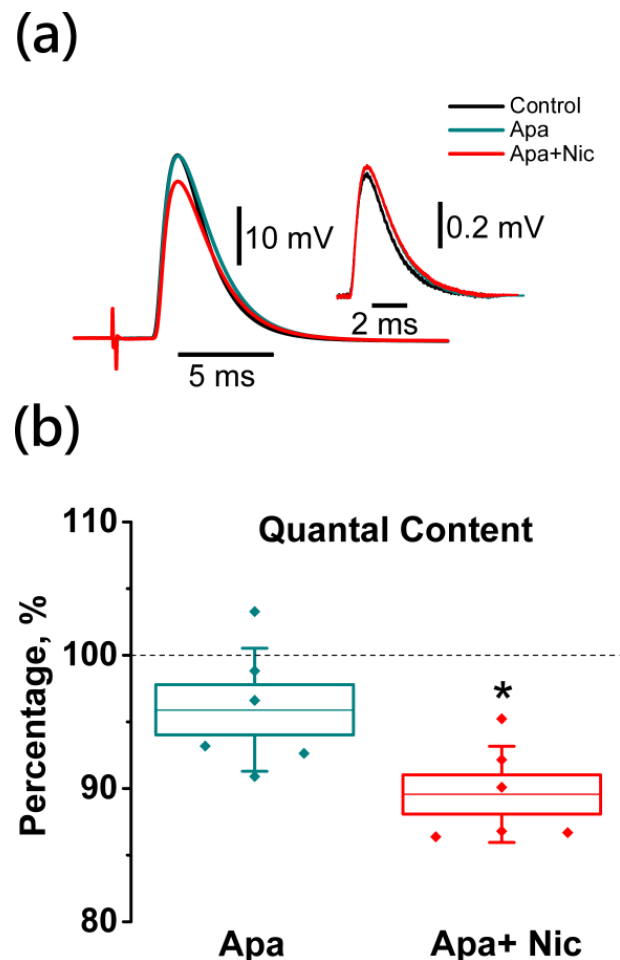 (a)
Control
Apa
Apa+Nic
10 mV
0.2 mV
2 ms
5 ms
(b)
Quantal Content
Percentage, %
110
100
90
80
*
Apa
Apa+ Nic